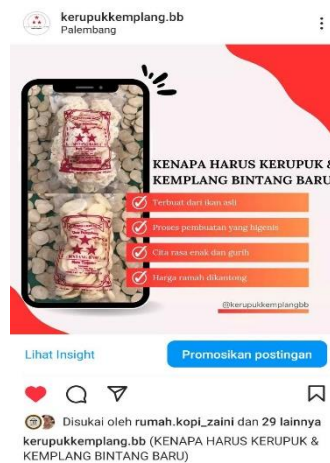 kerupukkemplang.bb
Palembang
KENAPA HARUS KERUPUK &
KEMPLANG BINTANG BARU
Terbuat dari ikan asli
Proses pembuatan yang higenis
Cita rasa enak dan gurih
Harga ramah dikantong
@kerupukkemplangbb
Lihat Insight
Promosikan postingan
Disukai oleh rumah.kopi_zaini dan 29 lainnya
kerupukkemplang.bb (KENAPA HARUS KERUPUK &
KEMPLANG BINTANG BARU)